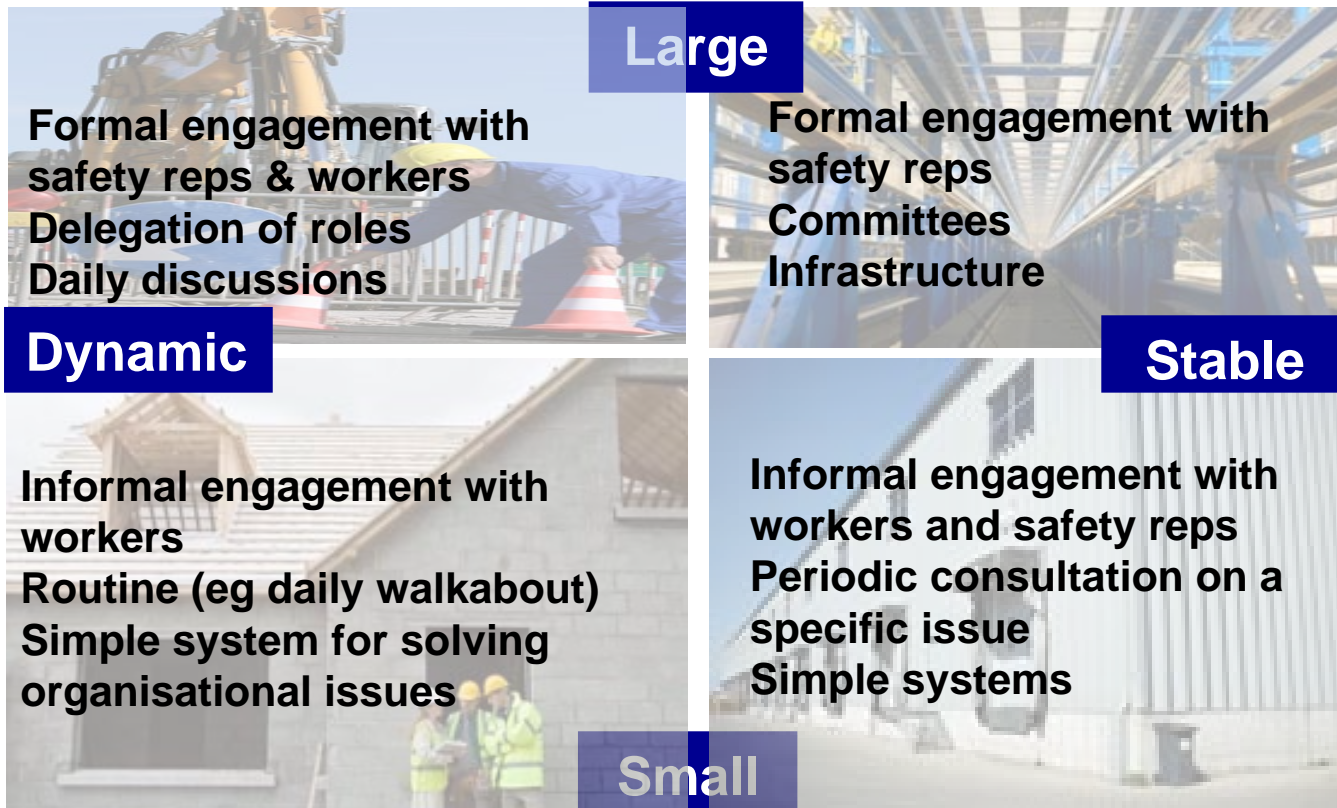 Large
Formal engagement with
safety reps & workers
Delegation of roles
Daily discussions
Formal engagement with
safety reps
Committees
Infrastructure
Dynamic
Stable
Informal engagement with
workers
Routine (eg daily walkabout)
Simple system for solving
organisational issues
Informal engagement with
workers and safety reps
Periodic consultation on a
specific issue
Simple systems
Small